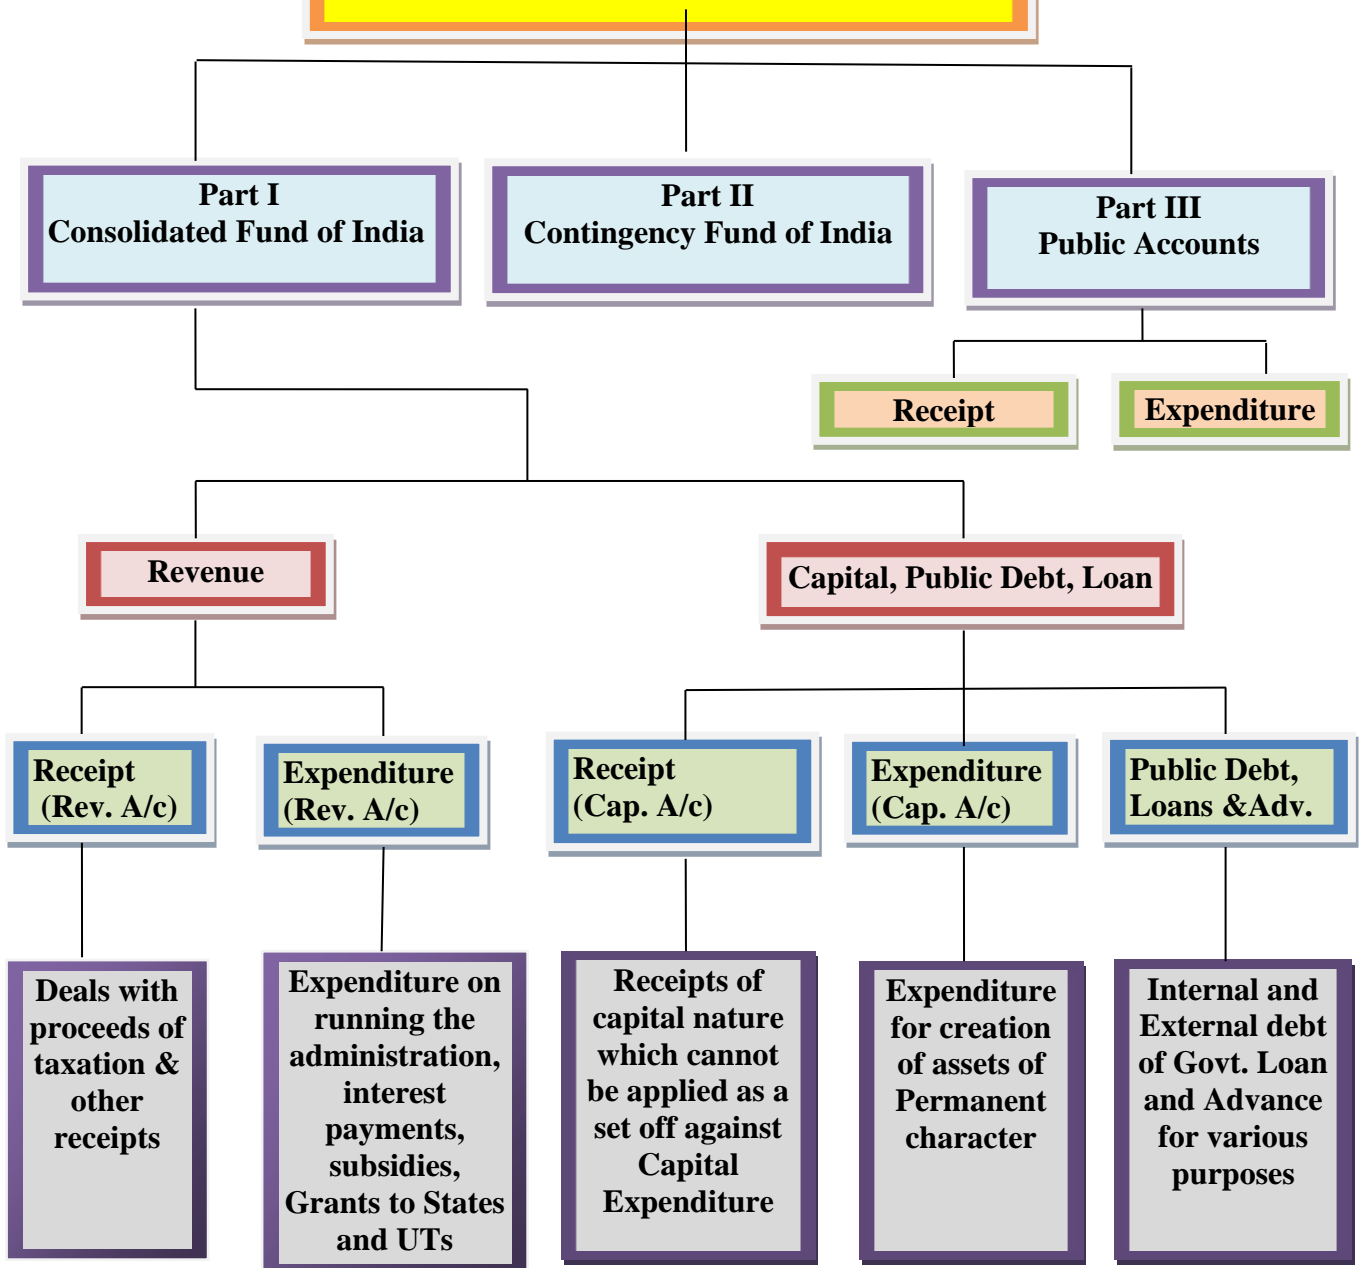 Part I
Consolidated Fund of India
Part II
Contingency Fund of India
Part III
Public Accounts
Receipt
Expenditure
Revenue
Capital, Public Debt, Loan
Receipt
(Rev. A/c)
Expenditure
(Rev. A/c)
Receipt
(Cap. A/c)
Expenditure
(Cap. A/c)
Public Debt,
Loans &Adv.
Deals with
proceeds of
taxation &
other
receipts
Expenditure on
running the
administration,
interest
payments,
subsidies,
Grants to States
and UTs
Receipts of
capital nature
which cannot
be applied as a
set off against
Capital
Expenditure
Expenditure
for creation
of assets of
Permanent
character
Internal and
External debt
of Govt. Loan
and Advance
for various
purposes